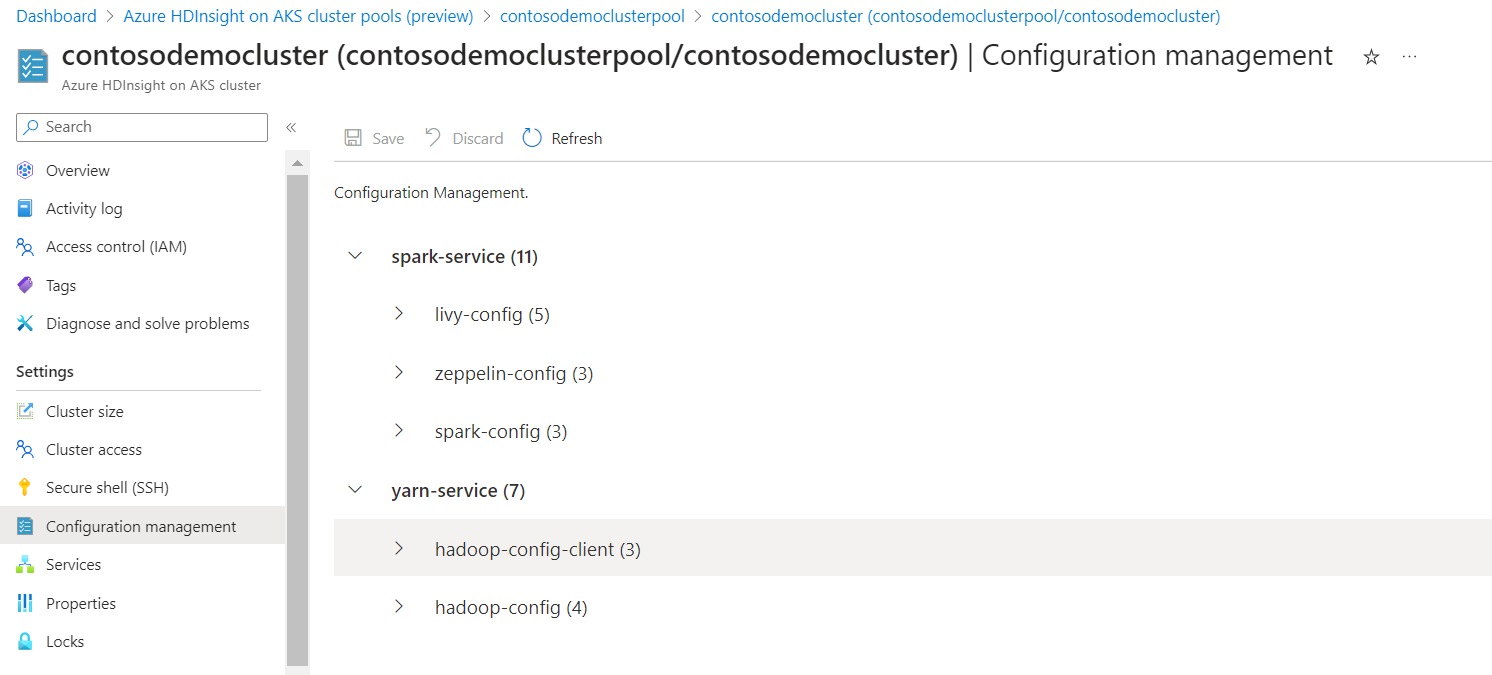 Dashboard > Azure HDInsight on AKS cluster pools (preview) > contosodemoclusterpool > contosodemocluster (contosodemoclusterpool/contosodemocluster)
contosodemocluster (contosodemoclusterpool/contosodemocluster) | Configuration management
Azure HDInsight on AKS cluster
Search
Overview
Activity log
Access control (IAM)
Tags
Diagnose and solve problems
Settings
Cluster size
Cluster access
Secure shell (SSH)
Configuration management
Services
Properties
Locks
Save Discard Refresh
Configuration Management.
spark-service (11)
livy-config (5)
zeppelin-config (3)
spark-config (3)
yarn-service (7)
hadoop-config-client (3)
hadoop-config (4)